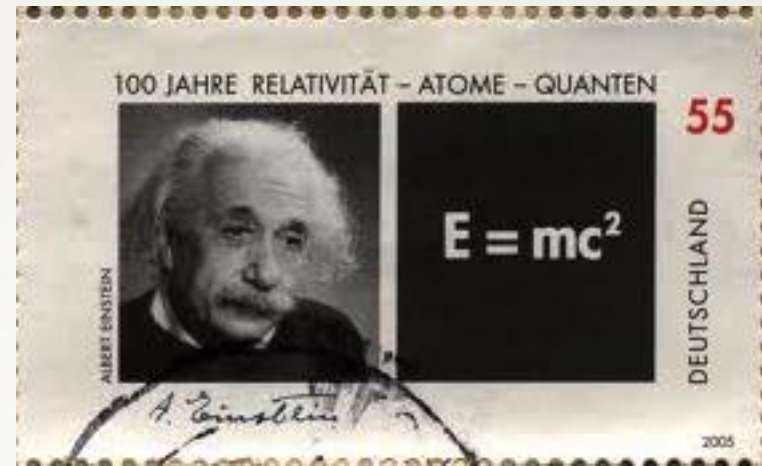 100 JAHRE RELATIVITÄT – ATOME – QUANTEN
55
E = mc²
ALBERT EINSTEIN
DEUTSCHLAND
A. Einstein
2005